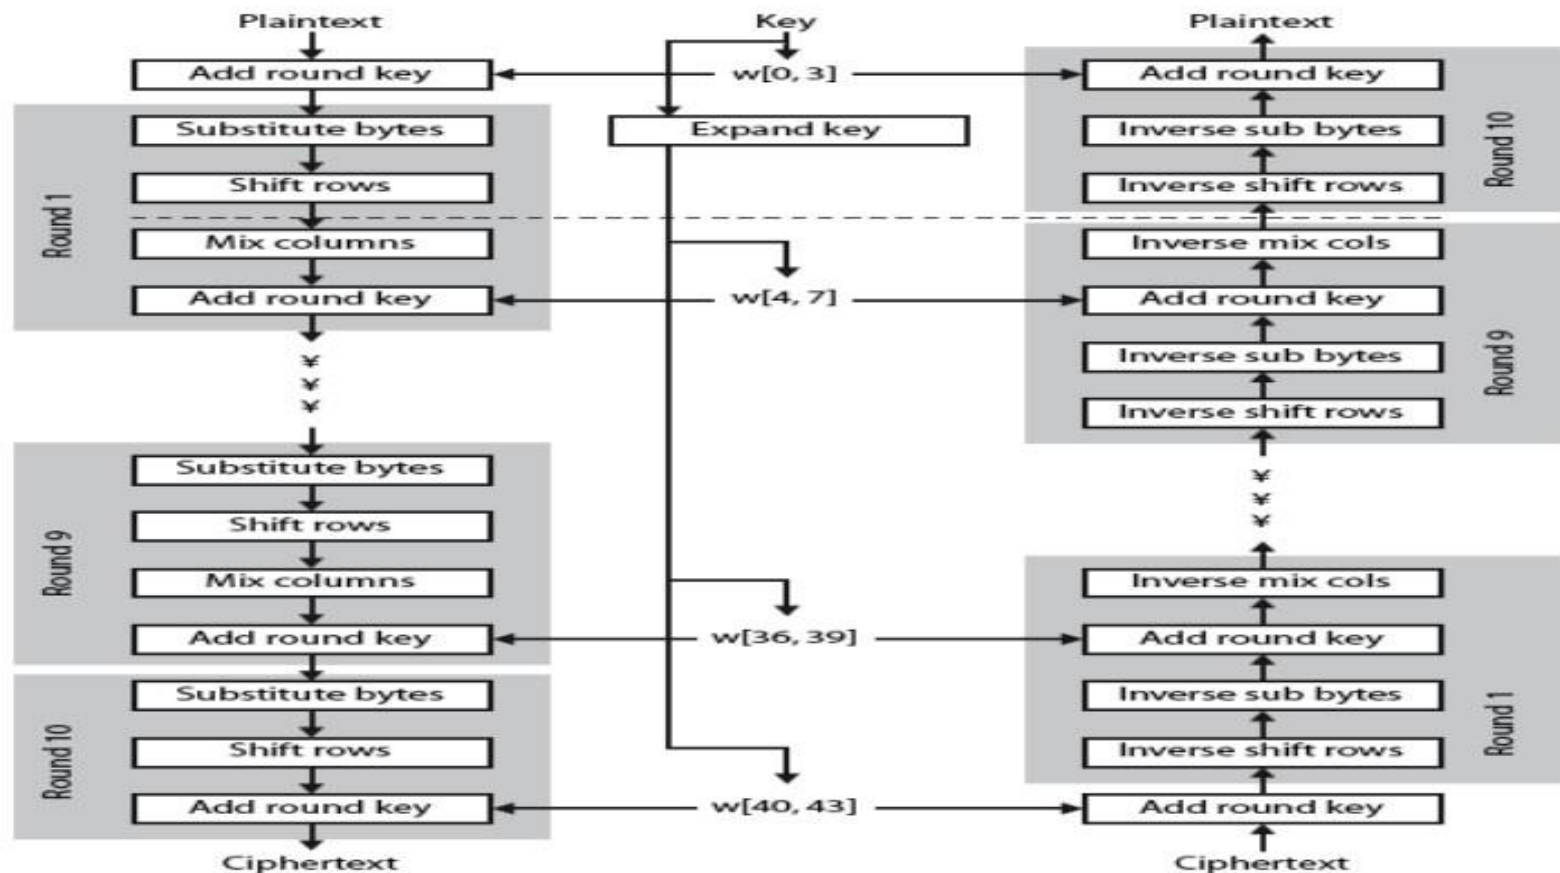 Plaintext
Add round key
Round 1
Substitute bytes
Shift rows
Mix columns
Add round key
¥
¥
¥
Round 9
Substitute bytes
Shift rows
Mix columns
Add round key
Round 10
Substitute bytes
Shift rows
Add round key
Ciphertext
Key
w[0, 3]
Expand key
w[4, 7]
w[36, 39]
w[40, 43]
Plaintext
Add round key
Inverse sub bytes
Inverse shift rows
Round 10
Inverse mix cols
Add round key
Inverse sub bytes
Inverse shift rows
Round 9
¥
¥
¥
Inverse mix cols
Add round key
Inverse sub bytes
Inverse shift rows
Round 1
Add round key
Ciphertext